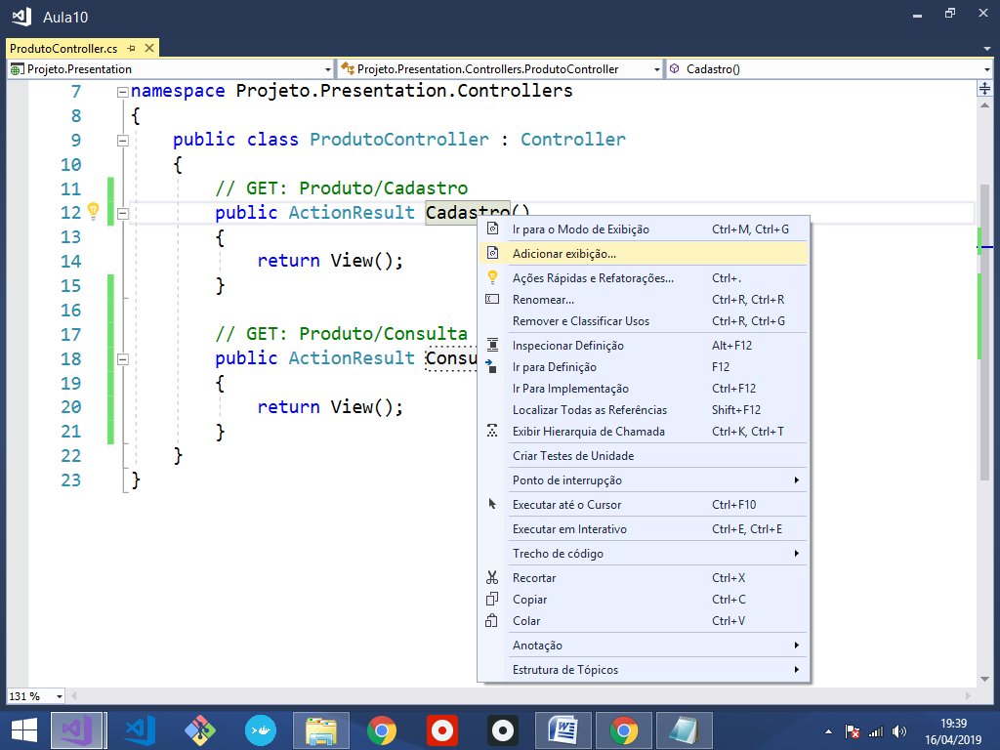 Aula10
ProdutoController.cs
Projeto.Presentation
Projeto.Presentation.Controllers.ProdutoController
Cadastro()
7 namespace Projeto.Presentation.Controllers
8 {
9 public class ProdutoController : Controller
10 {
11 // GET: Produto/Cadastro
12 public ActionResult Cadastro()
13 {
14 return View();
15 }
16
17 // GET: Produto/Consulta
18 public ActionResult Consu
19 {
20 return View();
21 }
22 }
23 }
Ir para o Modo de Exibição Ctrl+M, Ctrl+G
Adicionar exibição...
Ações Rápidas e Refatorações... Ctrl+.
Renomear... Ctrl+R, Ctrl+R
Remover e Classificar Usos Ctrl+R, Ctrl+G
Inspecionar Definição Alt+F12
Ir para Definição F12
Ir Para Implementação Ctrl+F12
Localizar Todas as Referências Shift+F12
Exibir Hierarquia de Chamada Ctrl+K, Ctrl+T
Criar Testes de Unidade
Ponto de interrupção
Executar até o Cursor Ctrl+F10
Executar em Interativo Ctrl+E, Ctrl+E
Trecho de código
Recortar Ctrl+X
Copiar Ctrl+C
Colar Ctrl+V
Anotação
Estrutura de Tópicos
131 %
19:39
16/04/2019